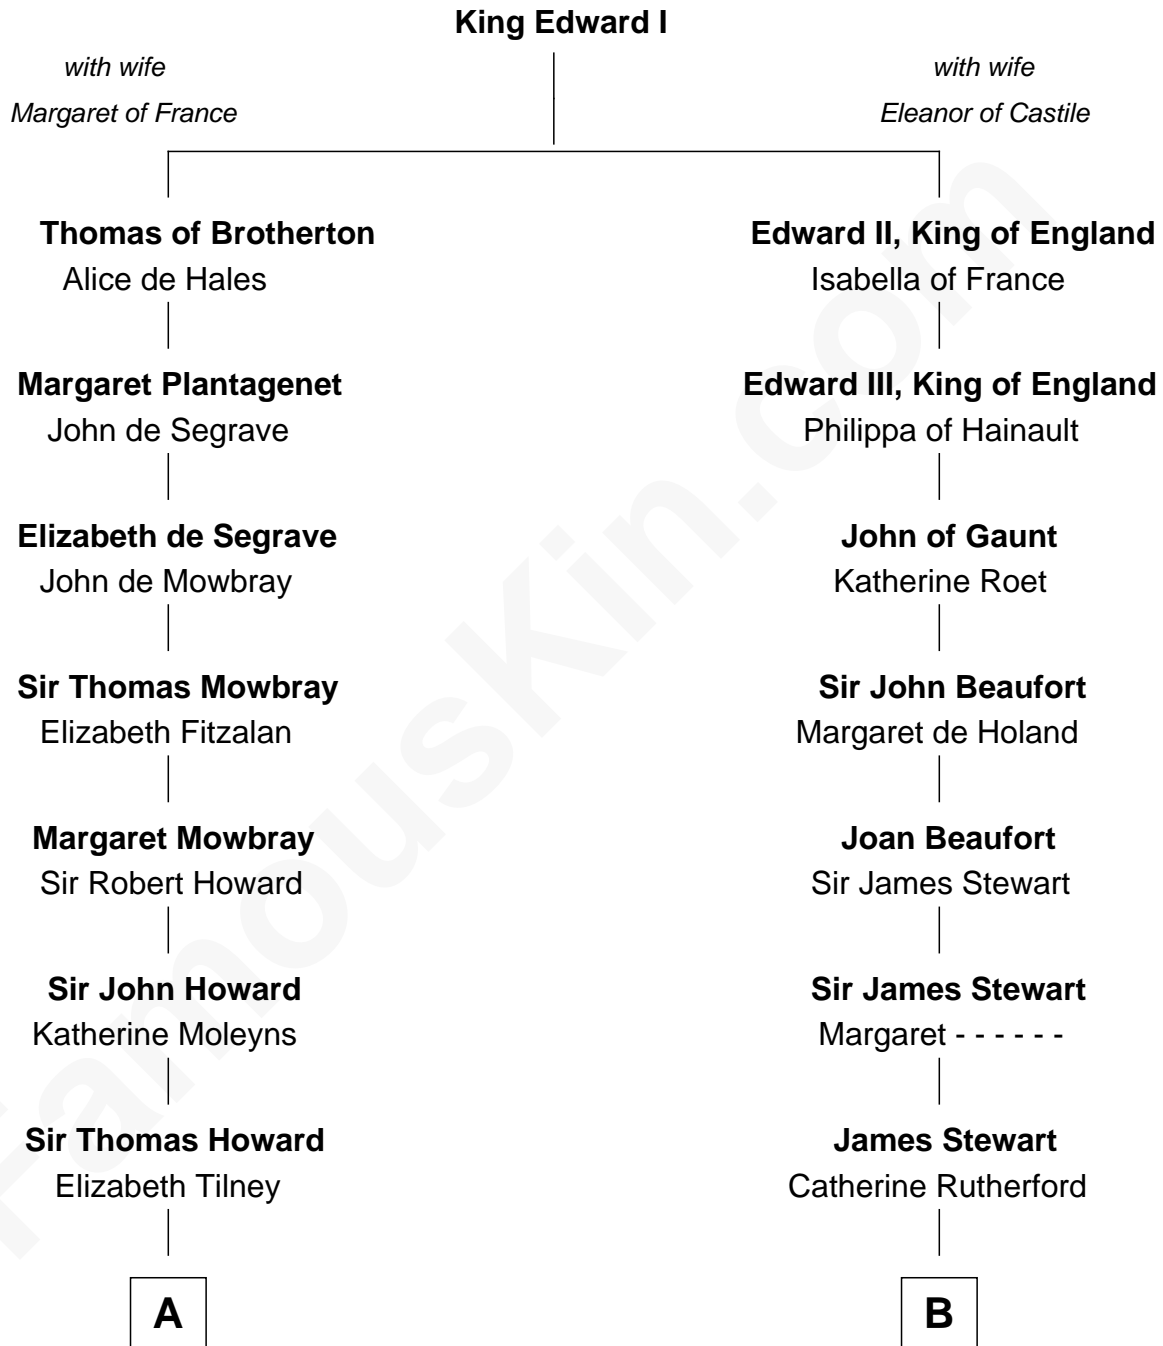 King Edward I
with wife
Margaret of France
with wife
Eleanor of Castile
Thomas of Brotherton
Alice de Hales
Edward II, King of England
Isabella of France
Margaret Plantagenet
John de Segrave
Edward III, King of England
Philippa of Hainault
Elizabeth de Segrave
John de Mowbray
John of Gaunt
Katherine Roet
Sir Thomas Mowbray
Elizabeth Fitzalan
Sir John Beaufort
Margaret de Holand
Margaret Mowbray
Sir Robert Howard
Joan Beaufort
Sir James Stewart
Sir John Howard
Katherine Moleyns
Sir James Stewart
Margaret - - - - - -
Sir Thomas Howard
Elizabeth Tilney
James Stewart
Catherine Rutherford
A
B
FamousKin.com